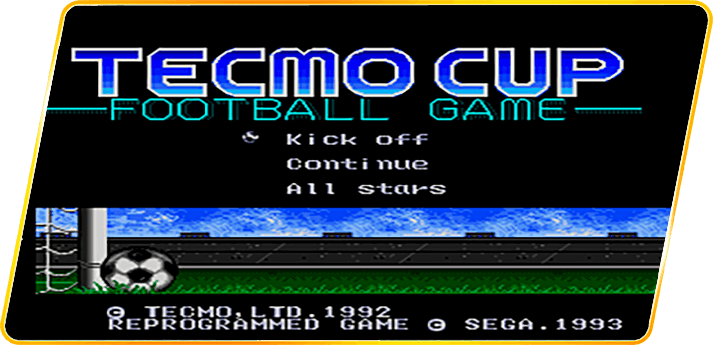 TECMO CUP
FOOTBALL GAME
Kick off
Continue
All stars
© TECMO,LTD.1992
REPROGRAMMED GAME © SEGA.1993